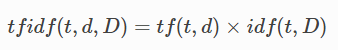 tfidf(t, d, D) = tf(t, d) × idf(t, D)